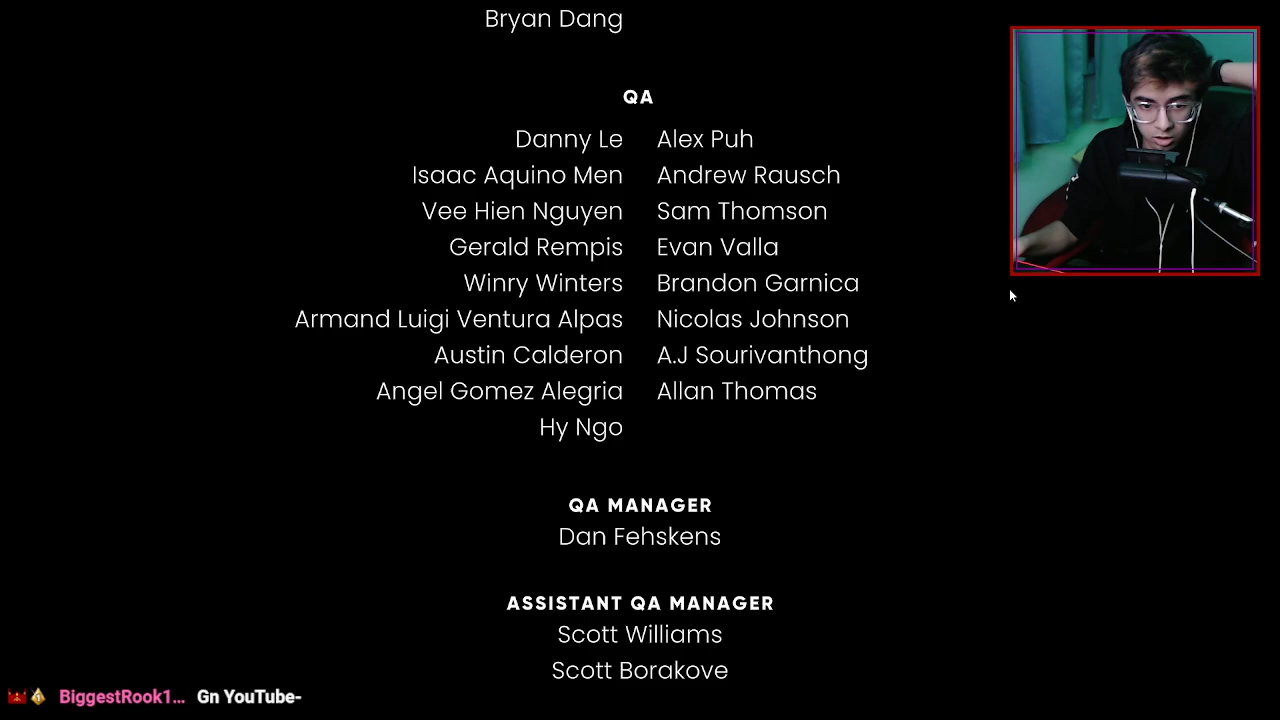 Bryan Dang
QA
Danny Le Alex Puh
Isaac Aquino Men Andrew Rausch
Vee Hien Nguyen Sam Thomson
Gerald Rempis Evan Valla
Winry Winters Brandon Garnica
Armand Luigi Ventura Alpas Nicolas Johnson
Austin Calderon A.J Sourivanthong
Angel Gomez Alegria Allan Thomas
Hy Ngo
QA MANAGER
Dan Fehskens
ASSISTANT QA MANAGER
Scott Williams
Scott Borakove
BiggestRook1... Gn YouTube-